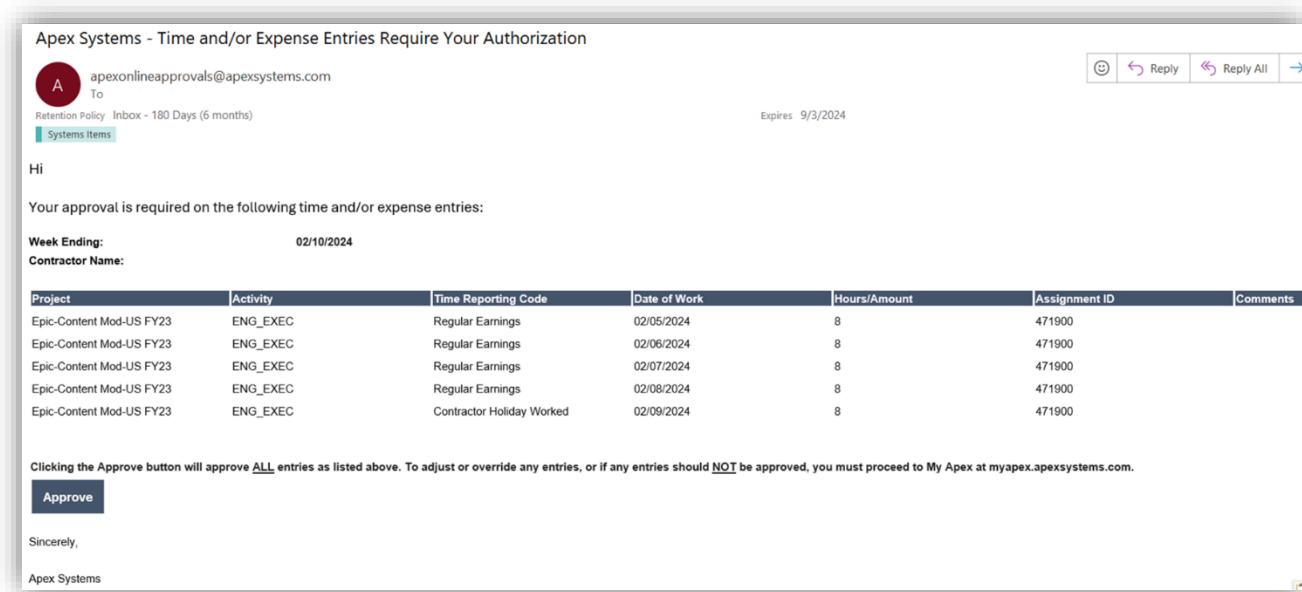 Apex Systems - Time and/or Expense Entries Require Your Authorization
A
apexonlineapprovals@apexsystems.com
To
Reply Reply All
Retention Policy Inbox - 180 Days (6 months) Expires 9/3/2024
Systems Items
Hi
Your approval is required on the following time and/or expense entries:
Week Ending: 02/10/2024
Contractor Name:
Project Activity Time Reporting Code Date of Work Hours/Amount Assignment ID Comments
Epic-Content Mod-US FY23 ENG_EXEC Regular Earnings 02/05/2024 8 471900
Epic-Content Mod-US FY23 ENG_EXEC Regular Earnings 02/06/2024 8 471900
Epic-Content Mod-US FY23 ENG_EXEC Regular Earnings 02/07/2024 8 471900
Epic-Content Mod-US FY23 ENG_EXEC Regular Earnings 02/08/2024 8 471900
Epic-Content Mod-US FY23 ENG_EXEC Contractor Holiday Worked 02/09/2024 8 471900
Clicking the Approve button will approve ALL entries as listed above. To adjust or override any entries, or if any entries should NOT be approved, you must proceed to My Apex at myapex.apexsystems.com.
Approve
Sincerely,
Apex Systems